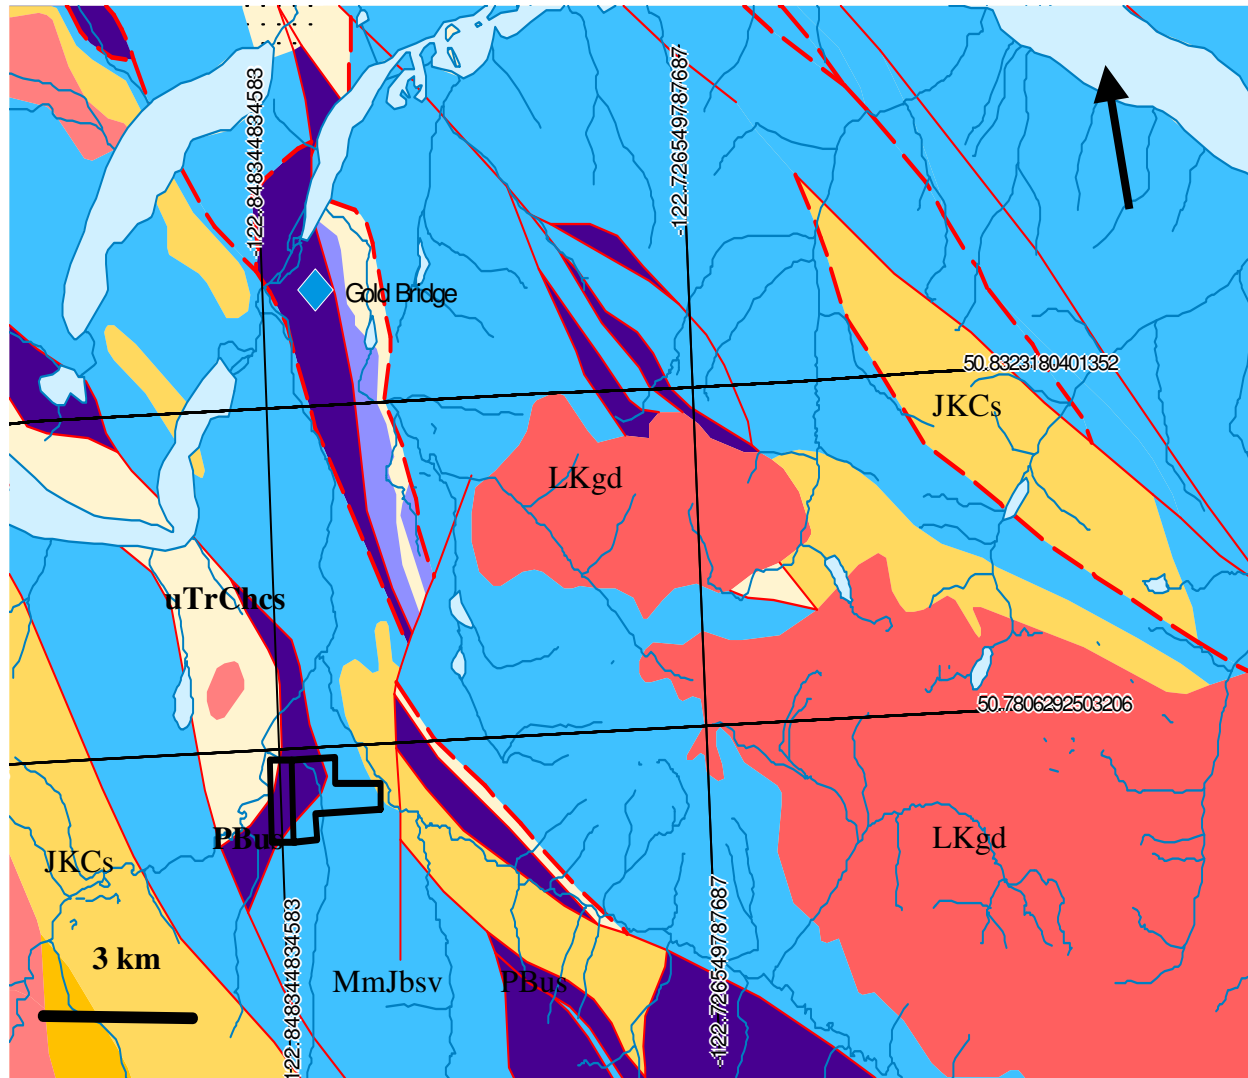 -122.848344834583
-122.726549787687
Gold Bridge
50.8323180401352
JKCs
LKgd
uTrChcs
50.7806292503206
PBus
LKgd
JKCs
3 km
MmJbsv
PBus
-122.848344834583
-122.726549787687